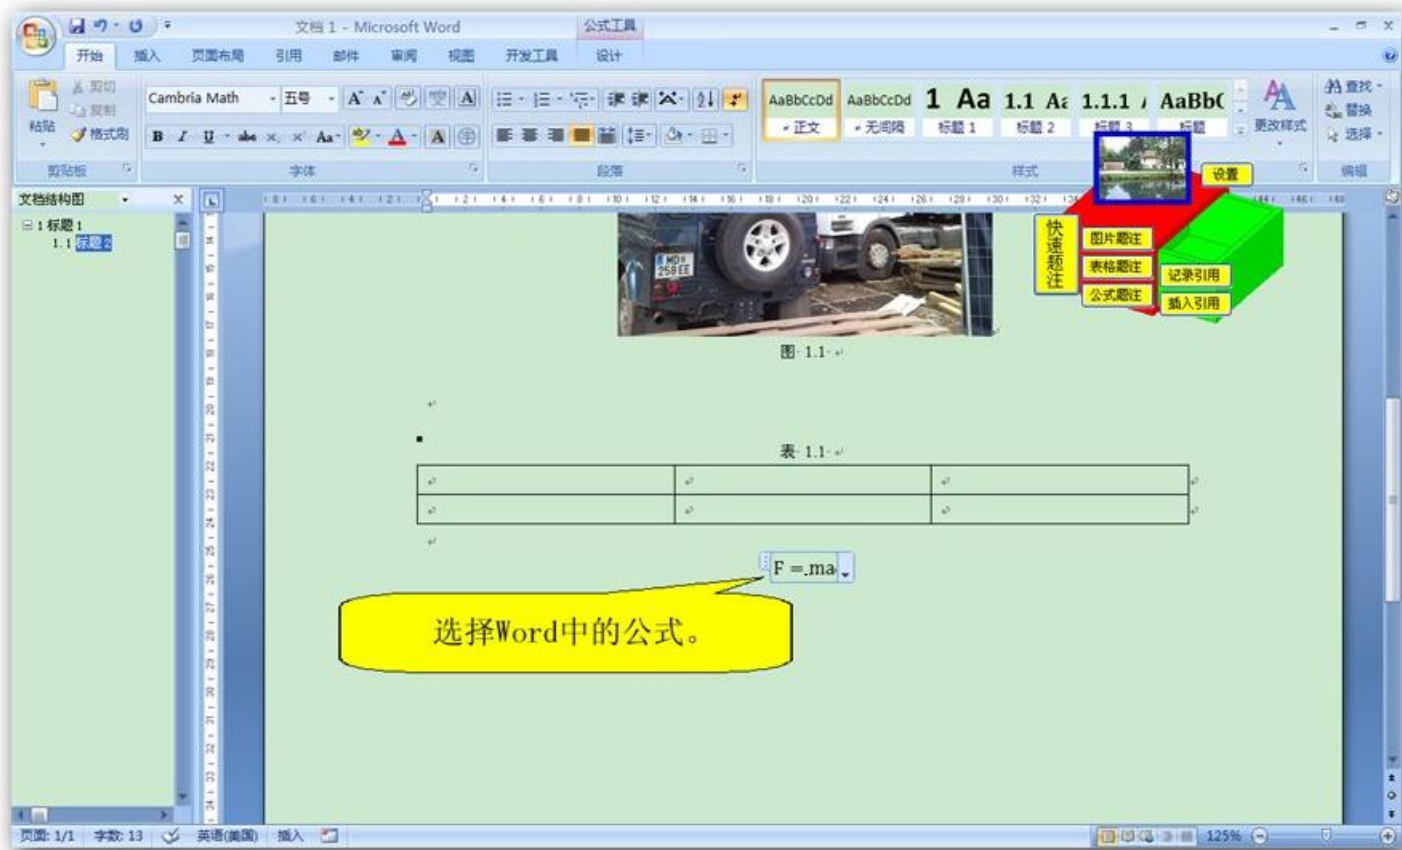 文档 1 - Microsoft Word
公式工具
开始 插入 页面布局 引用 邮件 审阅 视图 开发工具 设计
粘贴
剪切
复制
格式刷
剪贴板
Cambria Math
五号
字体
段落
AaBbCcDd AaBbCcDd 1 Aa 1.1 Aa 1.1.1 AaBb(
正文 无间隔 标题 1 标题 2 标题 3 标题
更改样式
样式
查找
替换
选择
编辑
设置
快速题注
图片题注
表格题注
公式题注
记录引用
插入引用
文档结构图
1 标题 1
1.1 标题 2
MD
258 EE
图 1.1
表 1.1
F = ma
选择Word中的公式。
页面: 1/1 字数: 13 英语(美国) 插入
125%